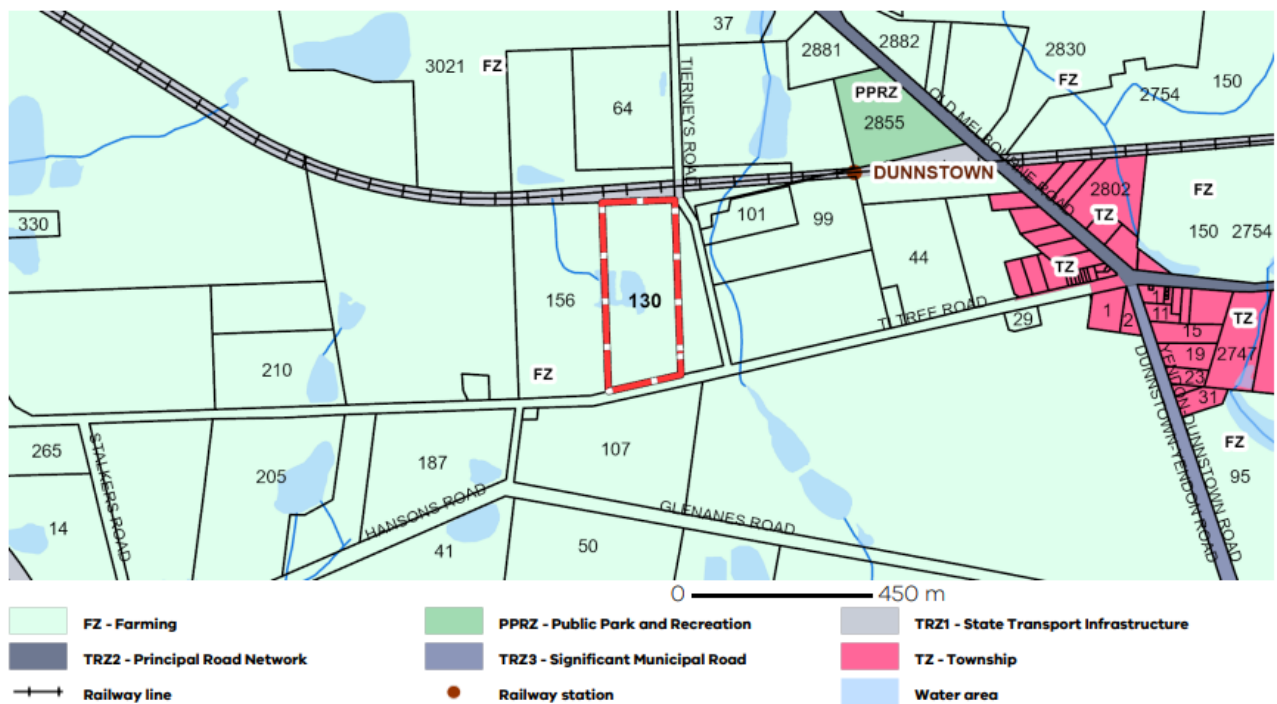 37
2881
2882
2830
3021
FZ
64
TIERNEYS ROAD
PPRZ
2855
OLD MELBOURNE ROAD
FZ
2754
150
DUNNSTOWN
2802
TZ
FZ
150
2754
330
101
99
44
TZ
156
130
TI TREE ROAD
29
1
2
1
11
15
TZ
19
2747
23
31
210
FZ
265
STALKERS ROAD
205
187
107
HANSONS ROAD
GLENANES ROAD
DUNNSTOWN-YENDON ROAD
YENDON-DUNNSTOWN ROAD
FZ
95
14
41
50
0
450 m
FZ - Farming
PPRZ - Public Park and Recreation
TRZ1 - State Transport Infrastructure
TRZ2 - Principal Road Network
TRZ3 - Significant Municipal Road
TZ - Township
Railway line
Railway station
Water area